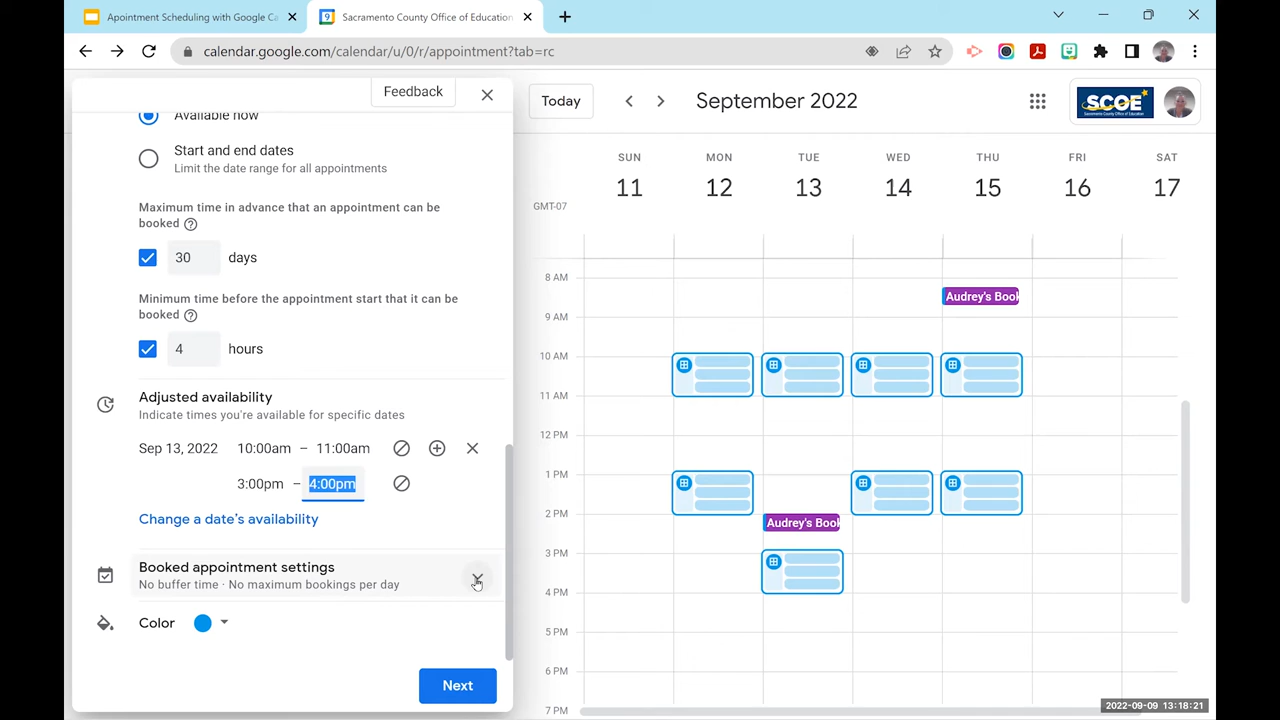 Apointment Scheduling with Google Ca
Sacramento County Office of Education
calendar.google.com/calendar/u/0/r/appointment?tab=rc
Feedback
Available now
Start and end dates
Limit the date range for all appointments
Maximum time in advance that an appointment can be
booked
30 days
Minimum time before the appointment start that it can be
booked
4 hours
Adjusted availability
Indicate times you're available for specific dates
Sep 13, 2022 10:00am – 11:00am
3:00pm – 4:00pm
Change a date's availability
Booked appointment settings
No buffer time · No maximum bookings per day
Color
Next
Today
September 2022
SCOE
Sacramento County Office of Education
SUN MON TUE WED THU FRI SAT
11 12 13 14 15 16 17
GMT-07
8 AM
Audrey's Book
9 AM
10 AM
11 AM
12 PM
1 PM
2 PM
Audrey's Book
3 PM
4 PM
5 PM
6 PM
7 PM
2022-09-09 13:18:21